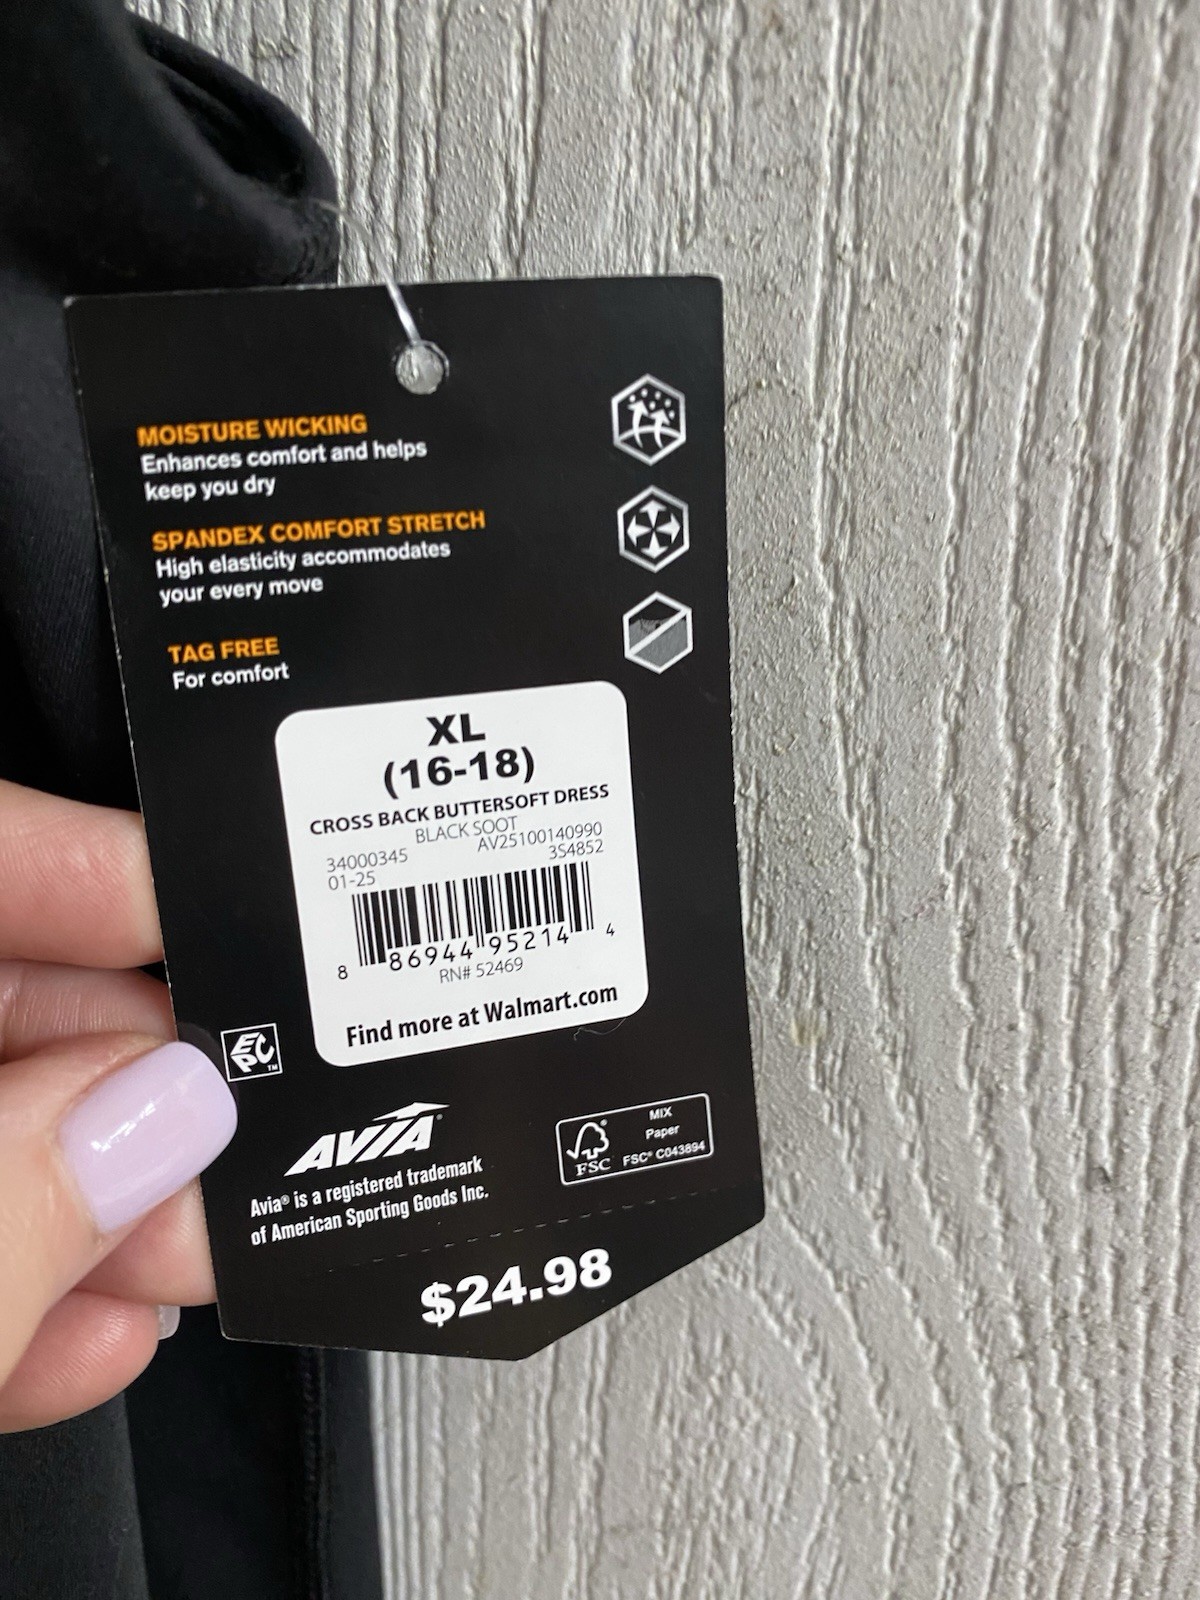 MOISTURE WICKING
Enhances comfort and helps
keep you dry
SPANDEX COMFORT STRETCH
High elasticity accommodates
your every move
TAG FREE
For comfort
XL
(16-18)
CROSS BACK BUTTERSOFT DRESS
BLACK SOOT
34000345 AV25100140990
01-25 3S4852
8 86944 95214 4
RN# 52469
Find more at Walmart.com
EPC™
AVIA®
Avia® is a registered trademark
of American Sporting Goods Inc.
MIX
Paper
FSC® FSC® C043894
$24.98